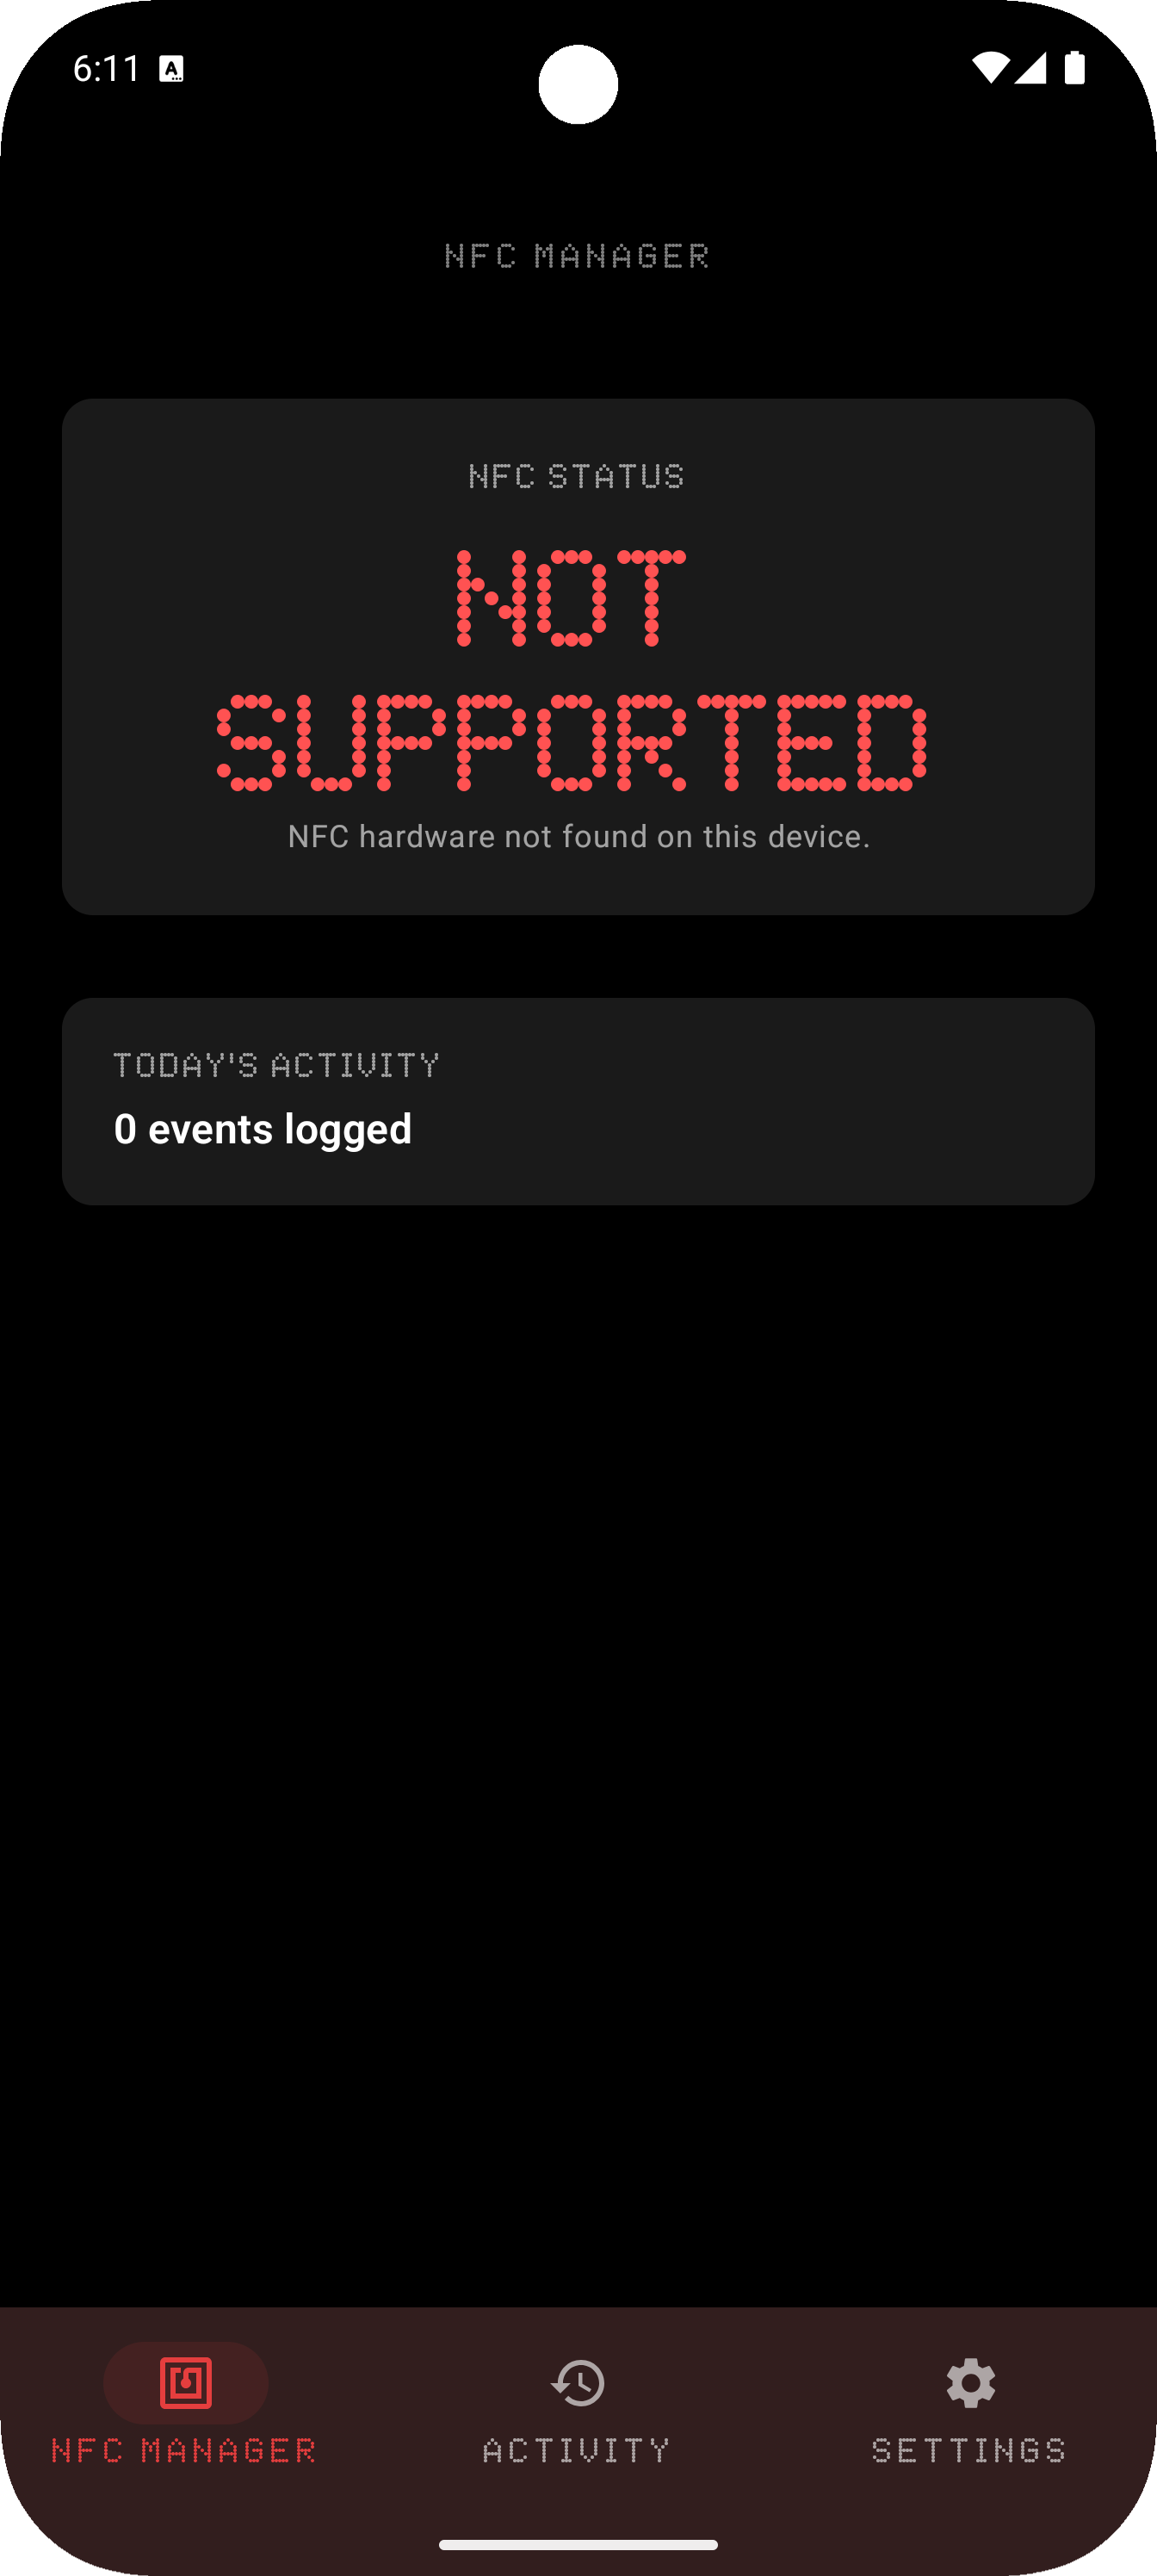 6:11
NFC MANAGER
NFC STATUS
NOT
SUPPORTED
NFC hardware not found on this device.
TODAY'S ACTIVITY
0 events logged
NFC MANAGER
ACTIVITY
SETTINGS